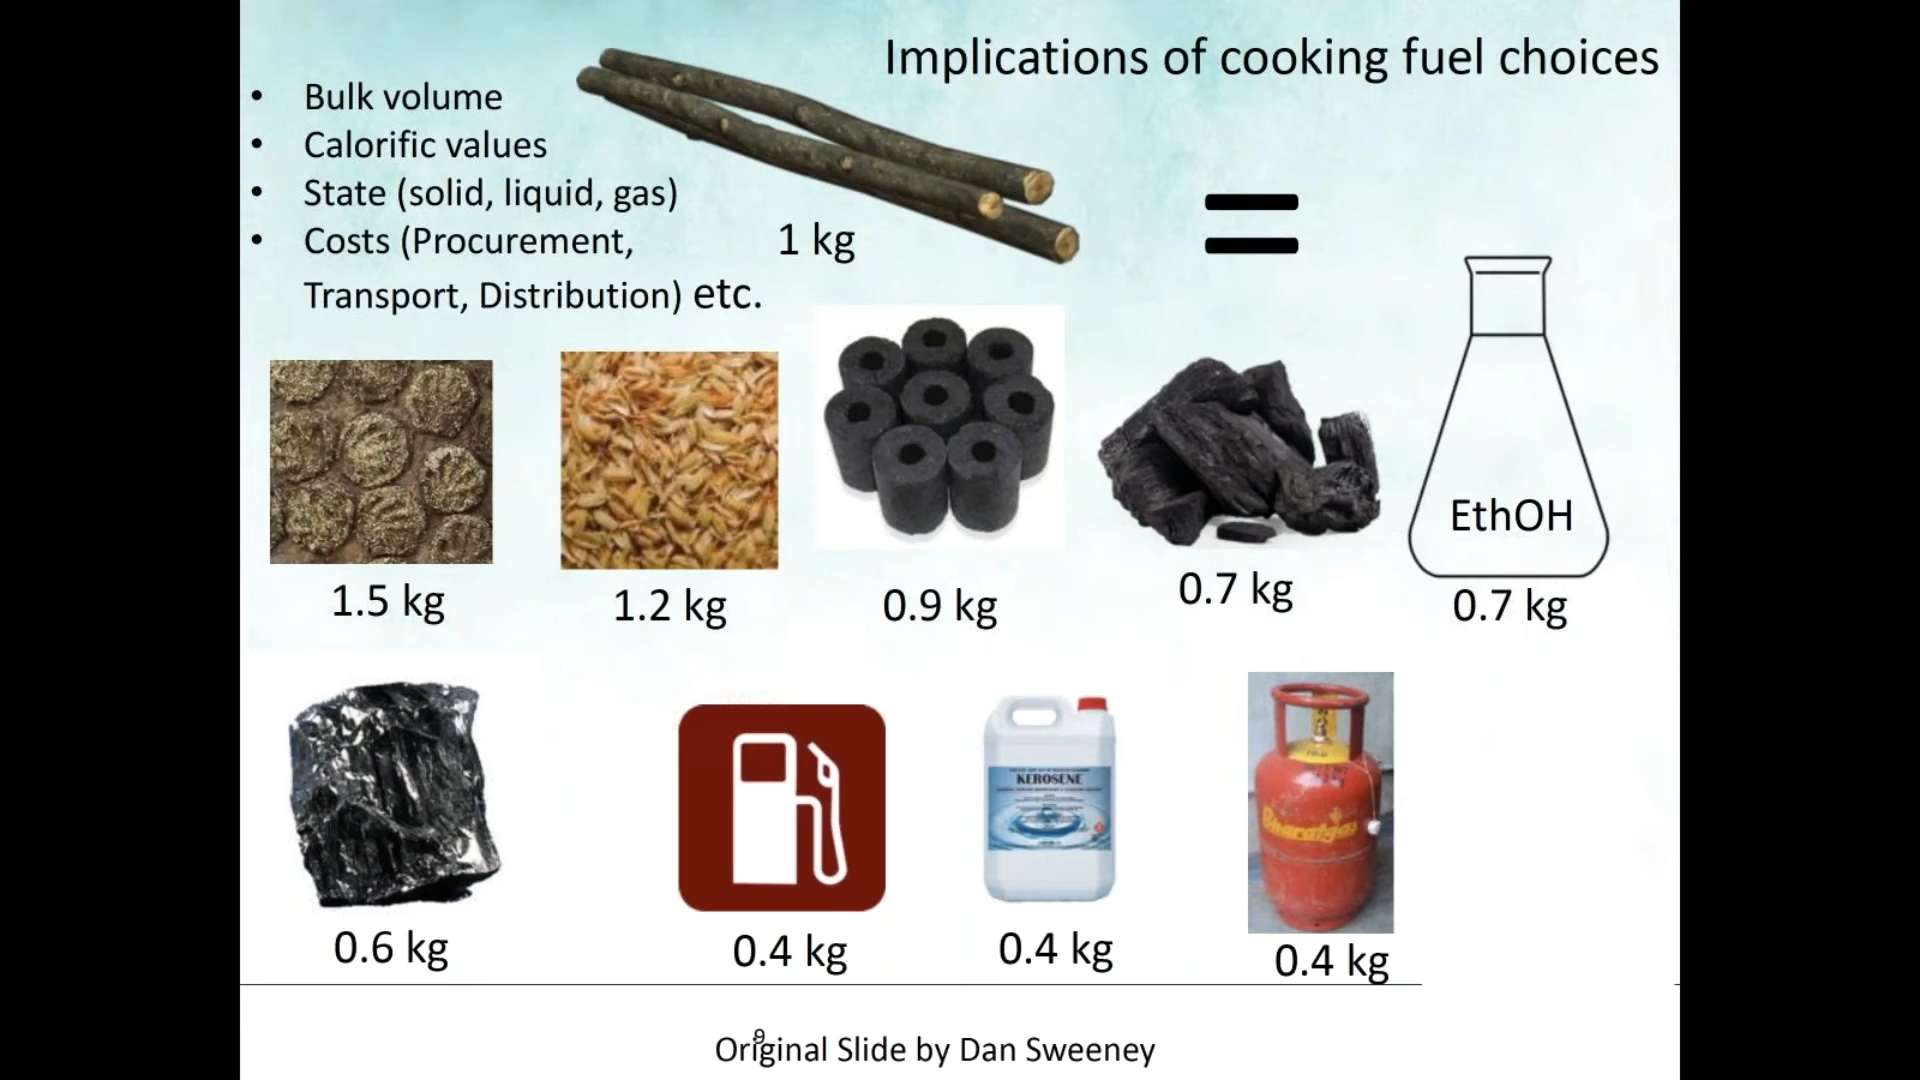 Implications of cooking fuel choices
• Bulk volume
• Calorific values
• State (solid, liquid, gas)
• Costs (Procurement,
Transport, Distribution) etc.
1 kg
=
EthOH
1.5 kg
1.2 kg
0.9 kg
0.7 kg
0.7 kg
KEROSENE
Bharatgas
0.6 kg
0.4 kg
0.4 kg
0.4 kg
9
Original Slide by Dan Sweeney